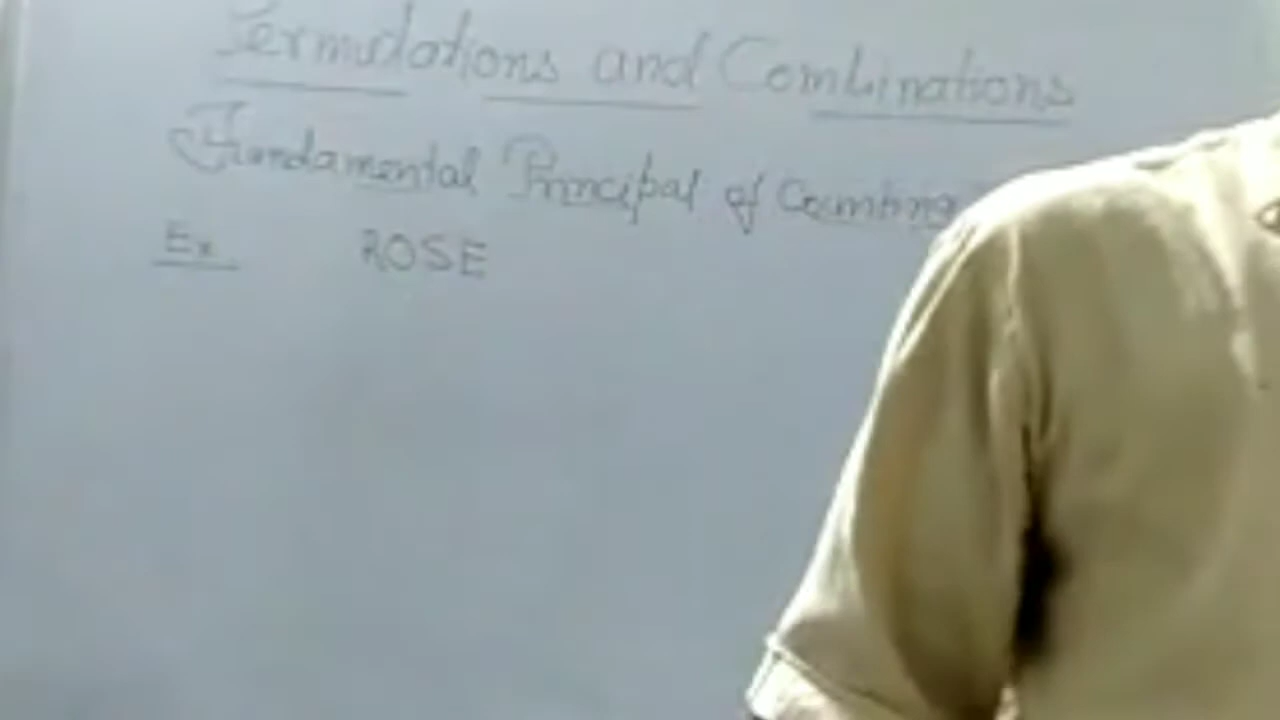 Permutations and Combinations
Fundamental Principal of Counting
Ex ROSE